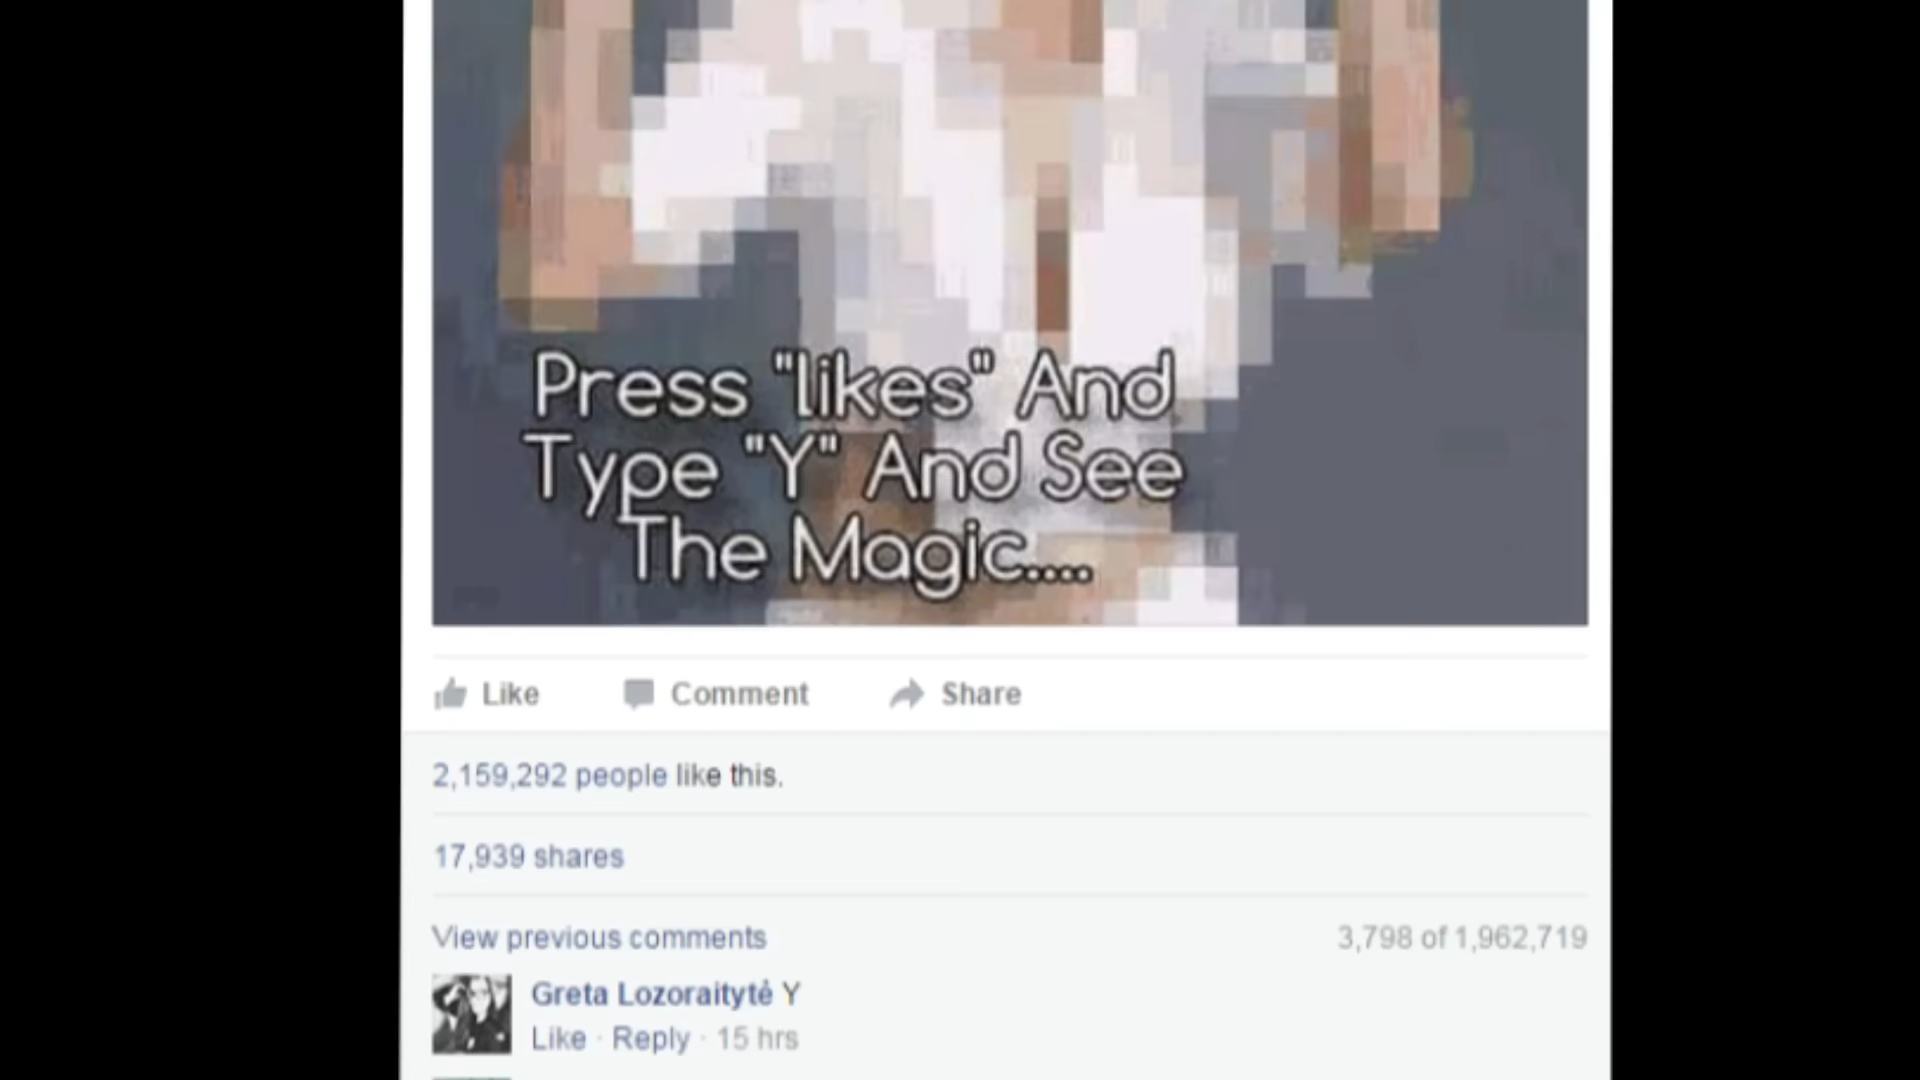 Press "likes" And
Type "Y" And See
The Magic....
Like Comment Share
2,159,292 people like this.
17,939 shares
View previous comments 3,798 of 1,962,719
Greta Lozoraitytė Y
Like · Reply · 15 hrs